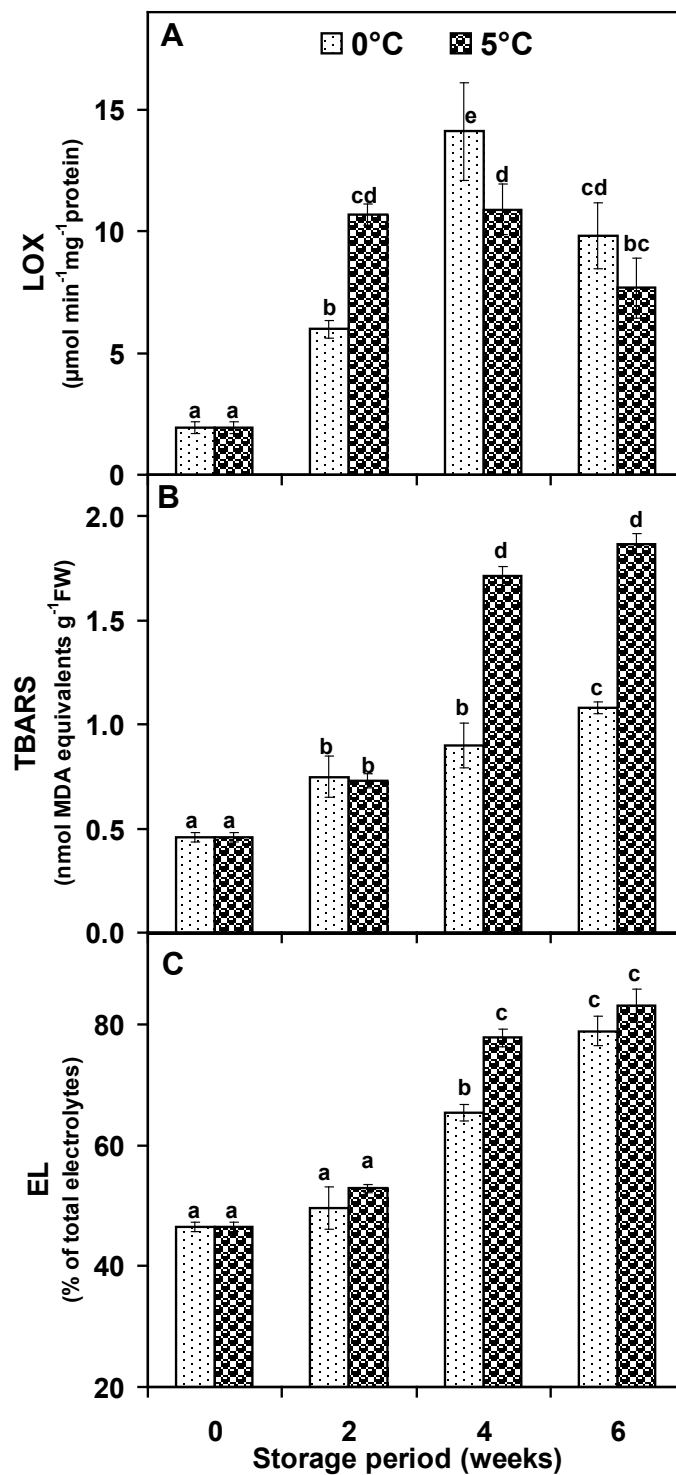 A
0°C 5°C
15
10
5
0
LOX
(µmol min⁻¹mg⁻¹protein)
a a b cd e d cd bc
B
2.0
1.5
1.0
0.5
0.0
TBARS
(nmol MDA equivalents g⁻¹FW)
a a b b b d c d
C
80
60
40
20
EL
(% of total electrolytes)
a a a a b c c c
0 2 4 6
Storage period (weeks)